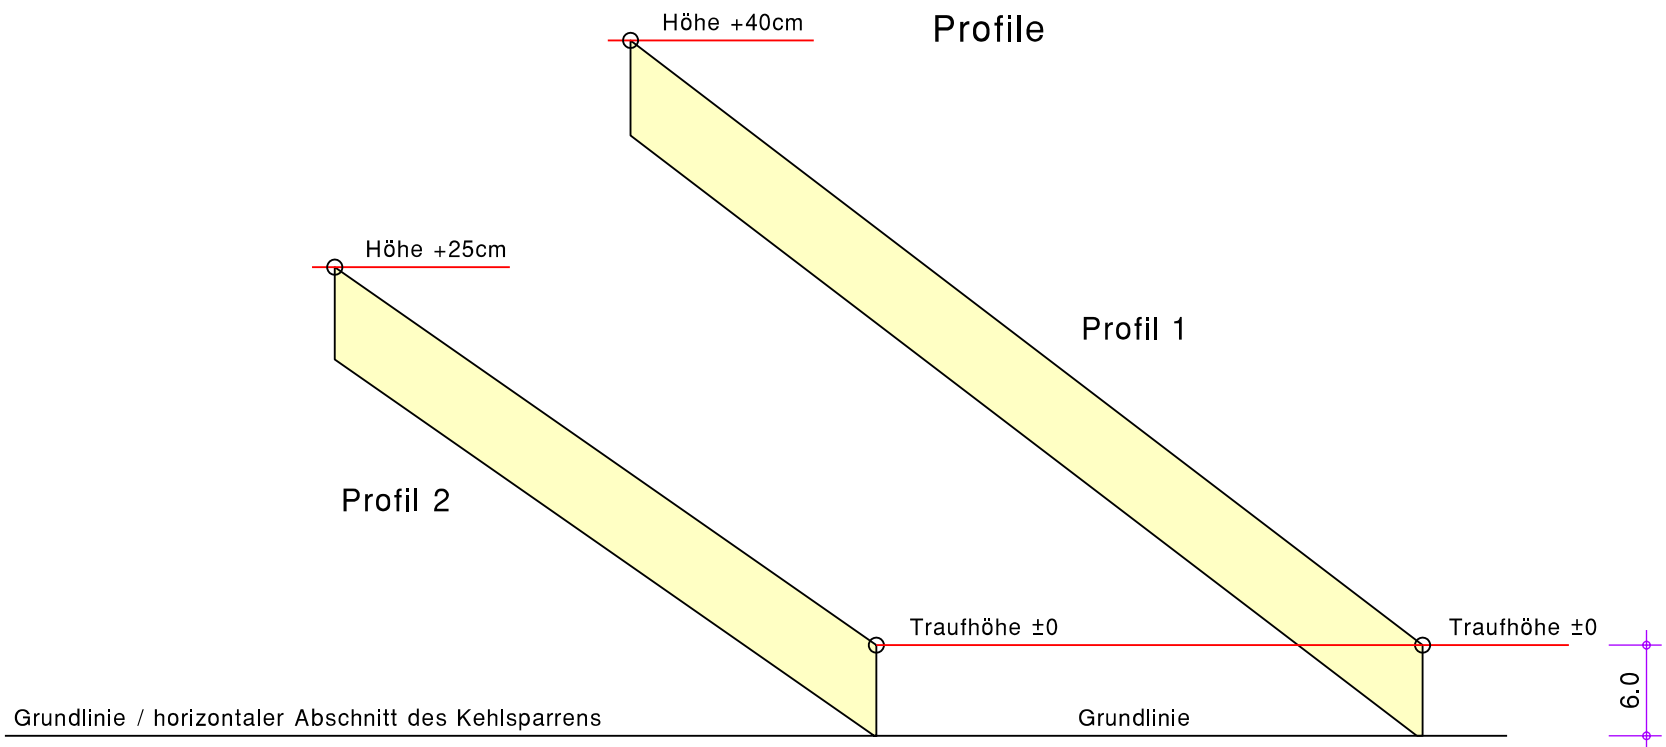 Höhe +40cm
Profile
Höhe +25cm
Profil 1
Profil 2
Traufhöhe ±0
Traufhöhe ±0
6.0
Grundlinie / horizontaler Abschnitt des Kehlsparrens
Grundlinie